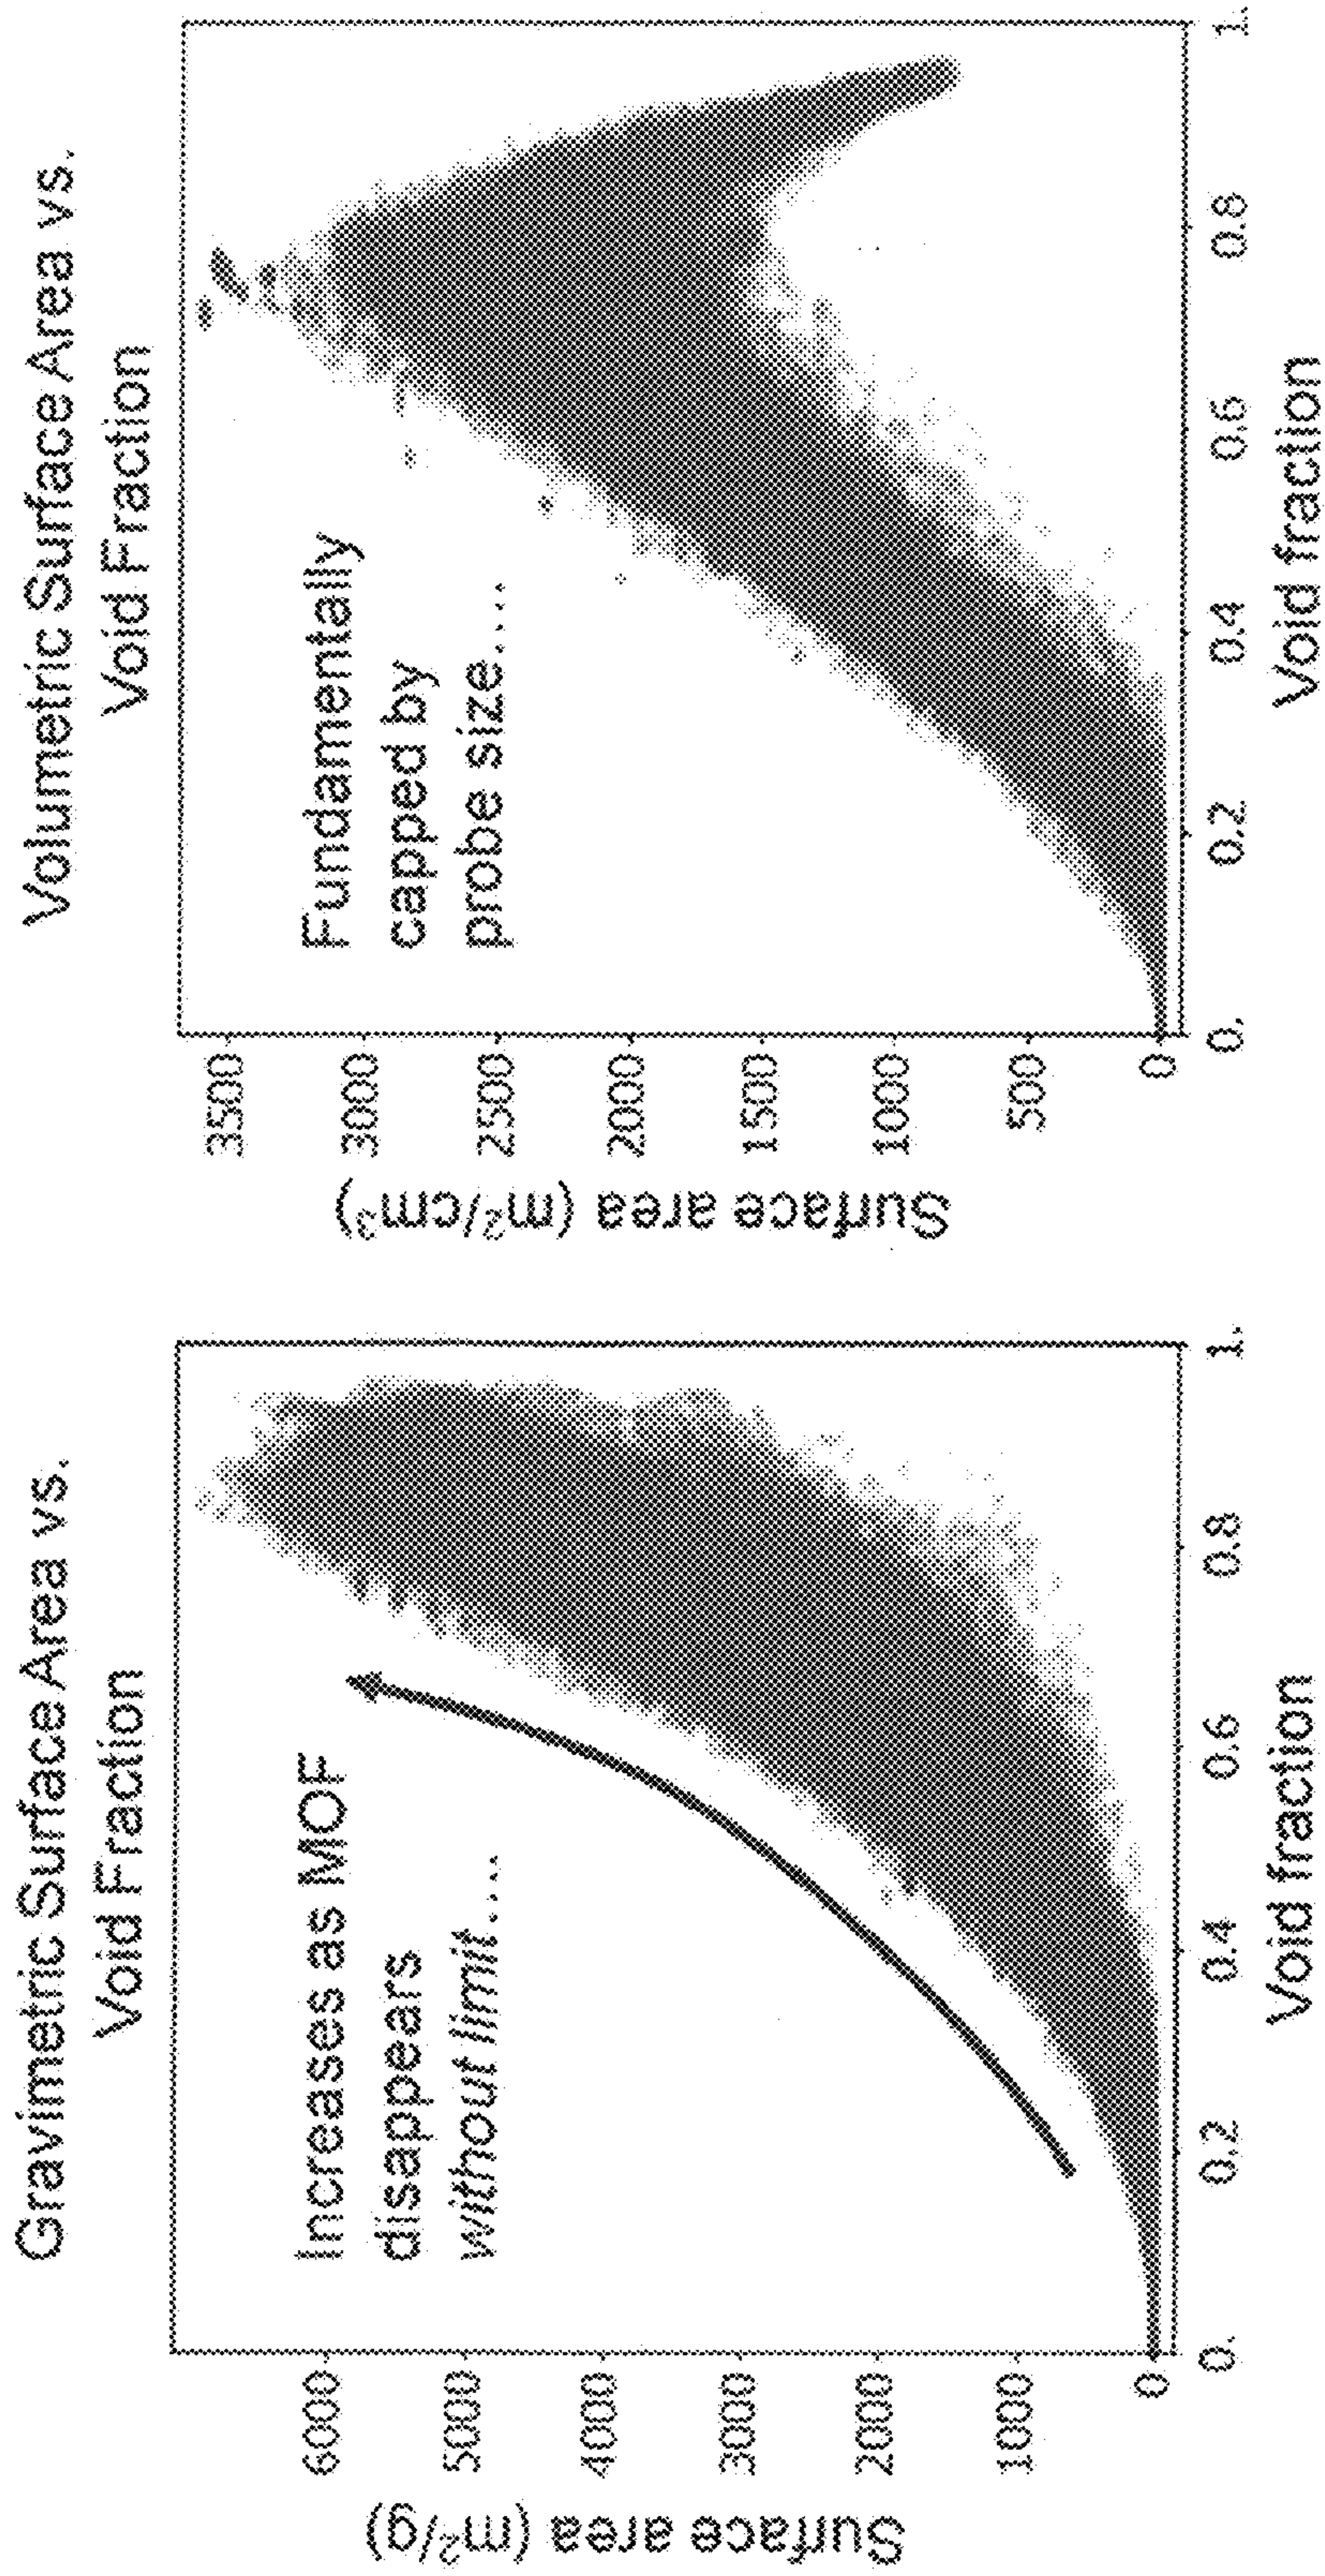 Gravimetric Surface Area vs.
Void Fraction
Surface area (m²/g)
6000
5000
4000
3000
2000
1000
0
Increases as MOF
disappears
without limit....
0.
0.2
0.4
0.6
0.8
1.
Void fraction
Volumetric Surface Area vs.
Void Fraction
Surface area (m²/cm³)
3500
3000
2500
2000
1500
1000
500
0
Fundamentally
capped by
probe size....
0.
0.2
0.4
0.6
0.8
1.
Void fraction